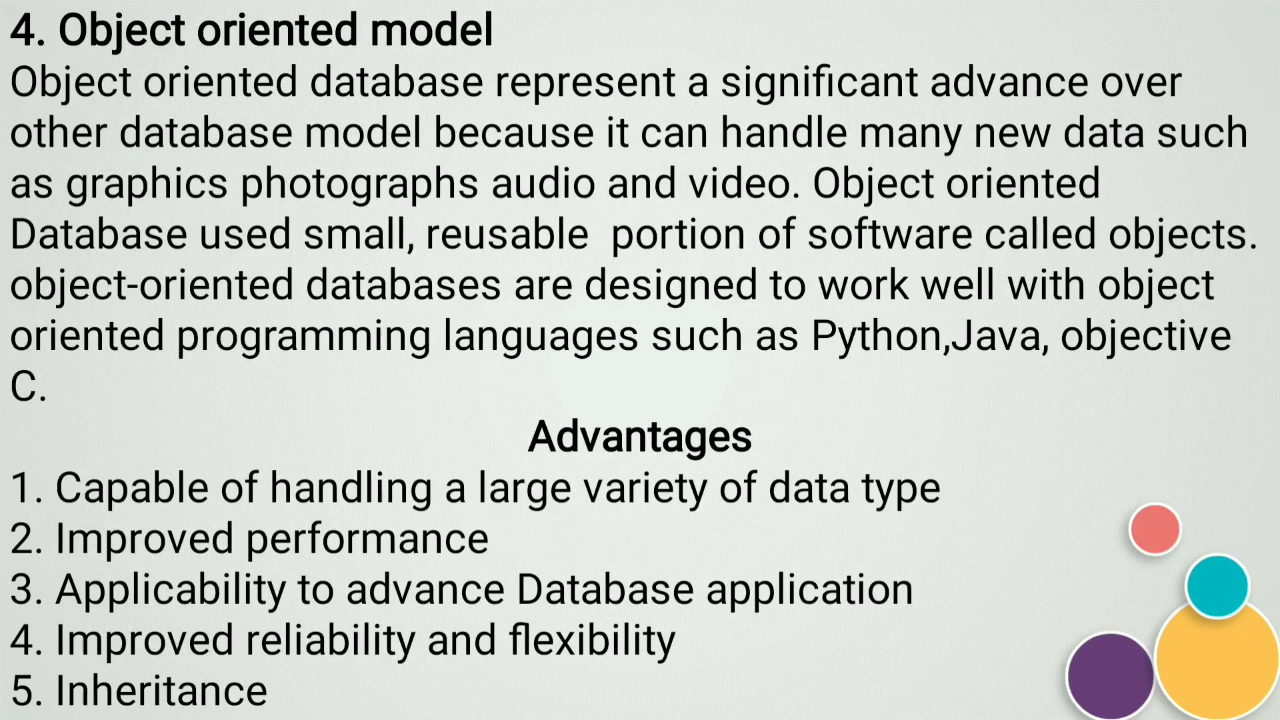 4. Object oriented model
Object oriented database represent a significant advance over
other database model because it can handle many new data such
as graphics photographs audio and video. Object oriented
Database used small, reusable  portion of software called objects.
object-oriented databases are designed to work well with object
oriented programming languages such as Python,Java, objective
C.
Advantages
1. Capable of handling a large variety of data type
2. Improved performance
3. Applicability to advance Database application
4. Improved reliability and flexibility
5. Inheritance